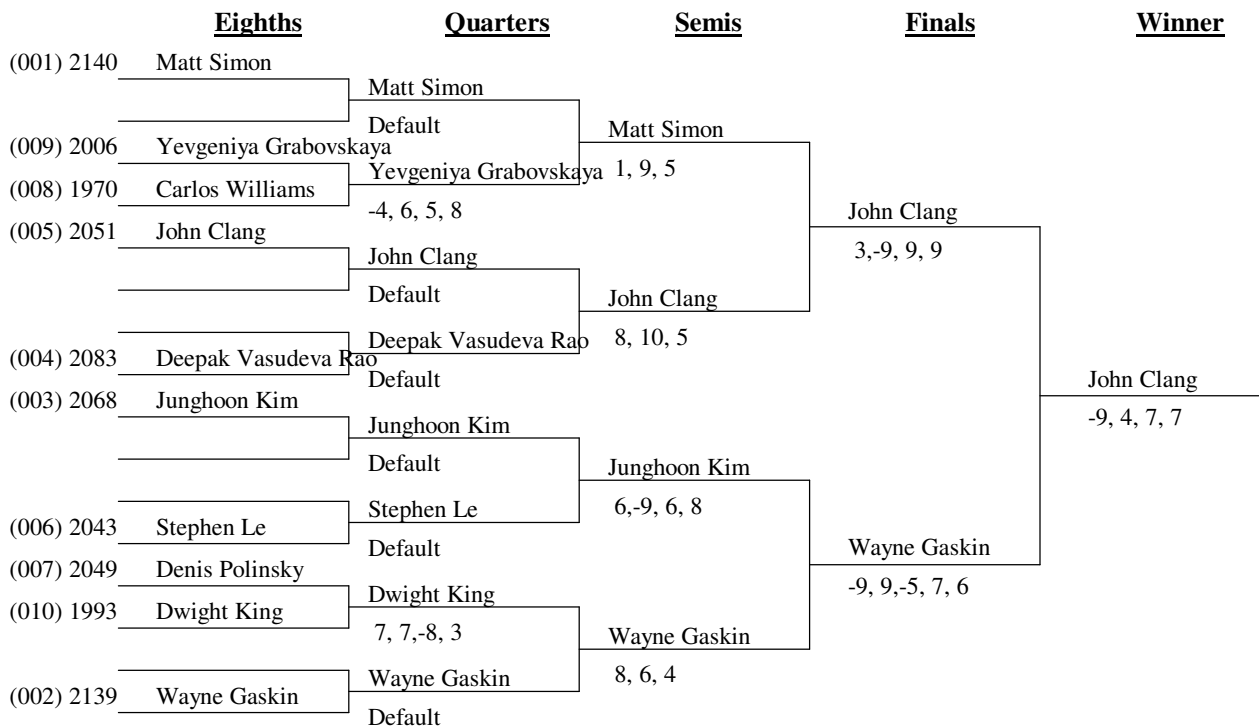 Eighths Quarters Semis Finals Winner
(001) 2140 Matt Simon
Matt Simon
Default
Matt Simon
(009) 2006 Yevgeniya Grabovskaya
Yevgeniya Grabovskaya 1, 9, 5
(008) 1970 Carlos Williams
-4, 6, 5, 8
John Clang
(005) 2051 John Clang
John Clang 3,-9, 9, 9
Default
John Clang
Deepak Vasudeva Rao 8, 10, 5
(004) 2083 Deepak Vasudeva Rao
Default
John Clang
(003) 2068 Junghoon Kim
Junghoon Kim -9, 4, 7, 7
Default
Junghoon Kim
Stephen Le 6,-9, 6, 8
(006) 2043 Stephen Le
Default
Wayne Gaskin
(007) 2049 Denis Polinsky
Dwight King -9, 9,-5, 7, 6
(010) 1993 Dwight King
7, 7,-8, 3
Wayne Gaskin
Wayne Gaskin 8, 6, 4
(002) 2139 Wayne Gaskin
Default